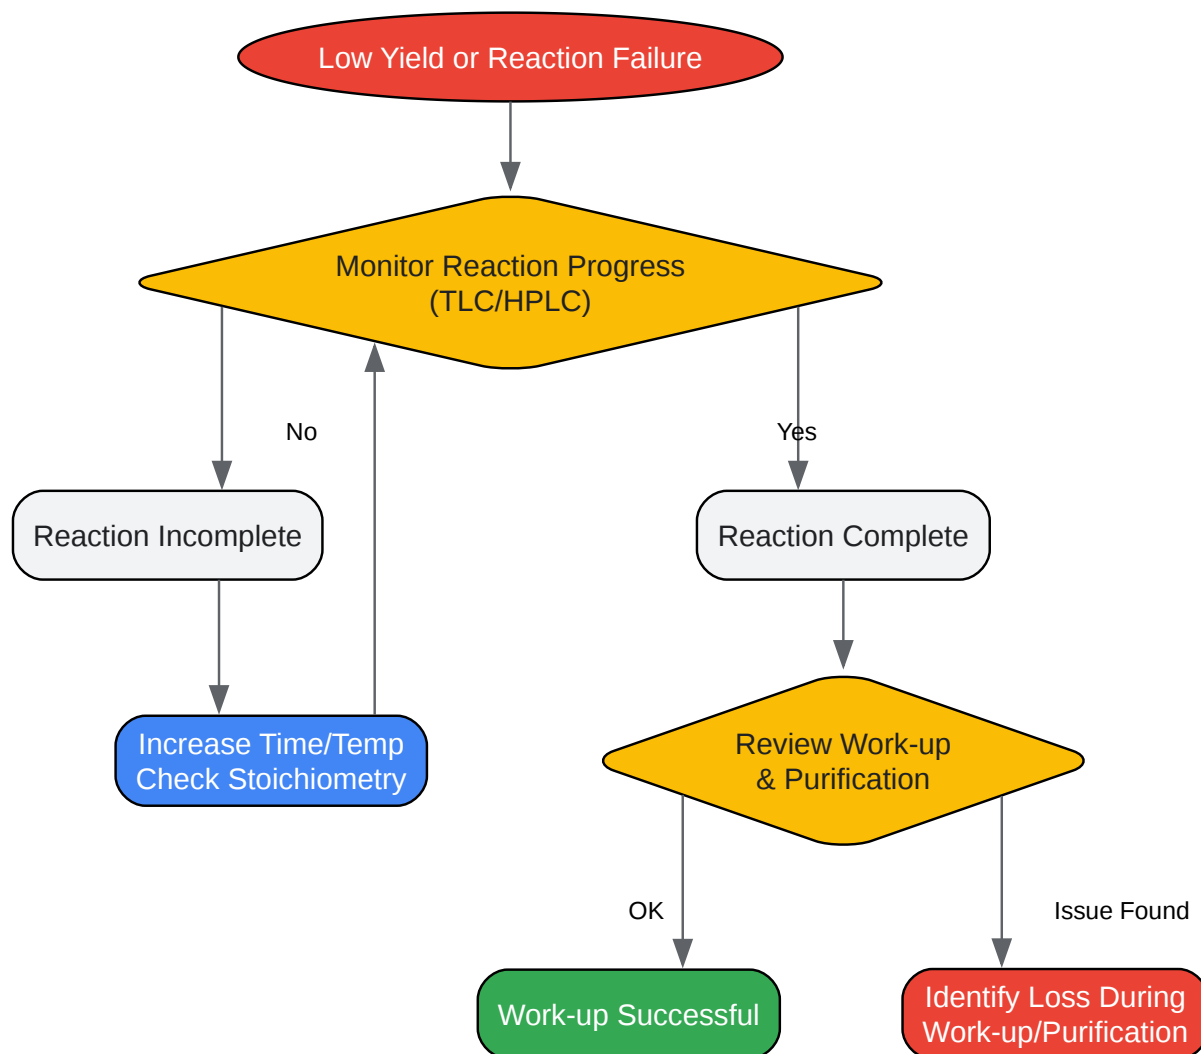 Low Yield or Reaction Failure
Monitor Reaction Progress
(TLC/HPLC)
No
Yes
Reaction Incomplete
Reaction Complete
Increase Time/Temp
Check Stoichiometry
Review Work-up
& Purification
OK
Issue Found
Work-up Successful
Identify Loss During
Work-up/Purification